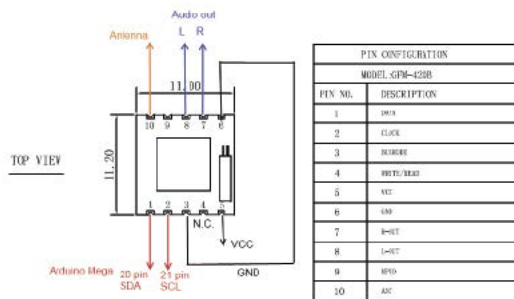 Audio out
Antenna L R
11.00
10 9 8 7 6
TOP VIEW
11.20
1 2 3 4 5
N.C.
VCC
GND
Arduino Mega 20 pin 21 pin
SDA SCL
PIN CONFIGURATION
MODEL:GFM-420B
PIN NO. DESCRIPTION
1 DATA
2 CLOCK
3 BUSMODE
4 WRITE/READ
5 VCC
6 GND
7 R-OUT
8 L-OUT
9
10 ANT